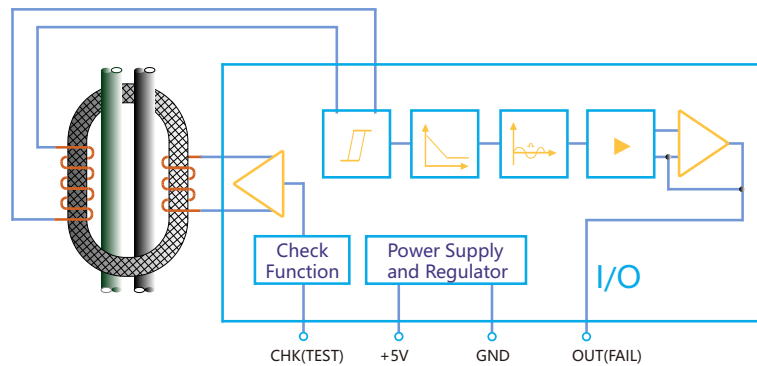 Check
Function
Power Supply
and Regulator
I/O
CHK(TEST)
+5V
GND
OUT(FAIL)